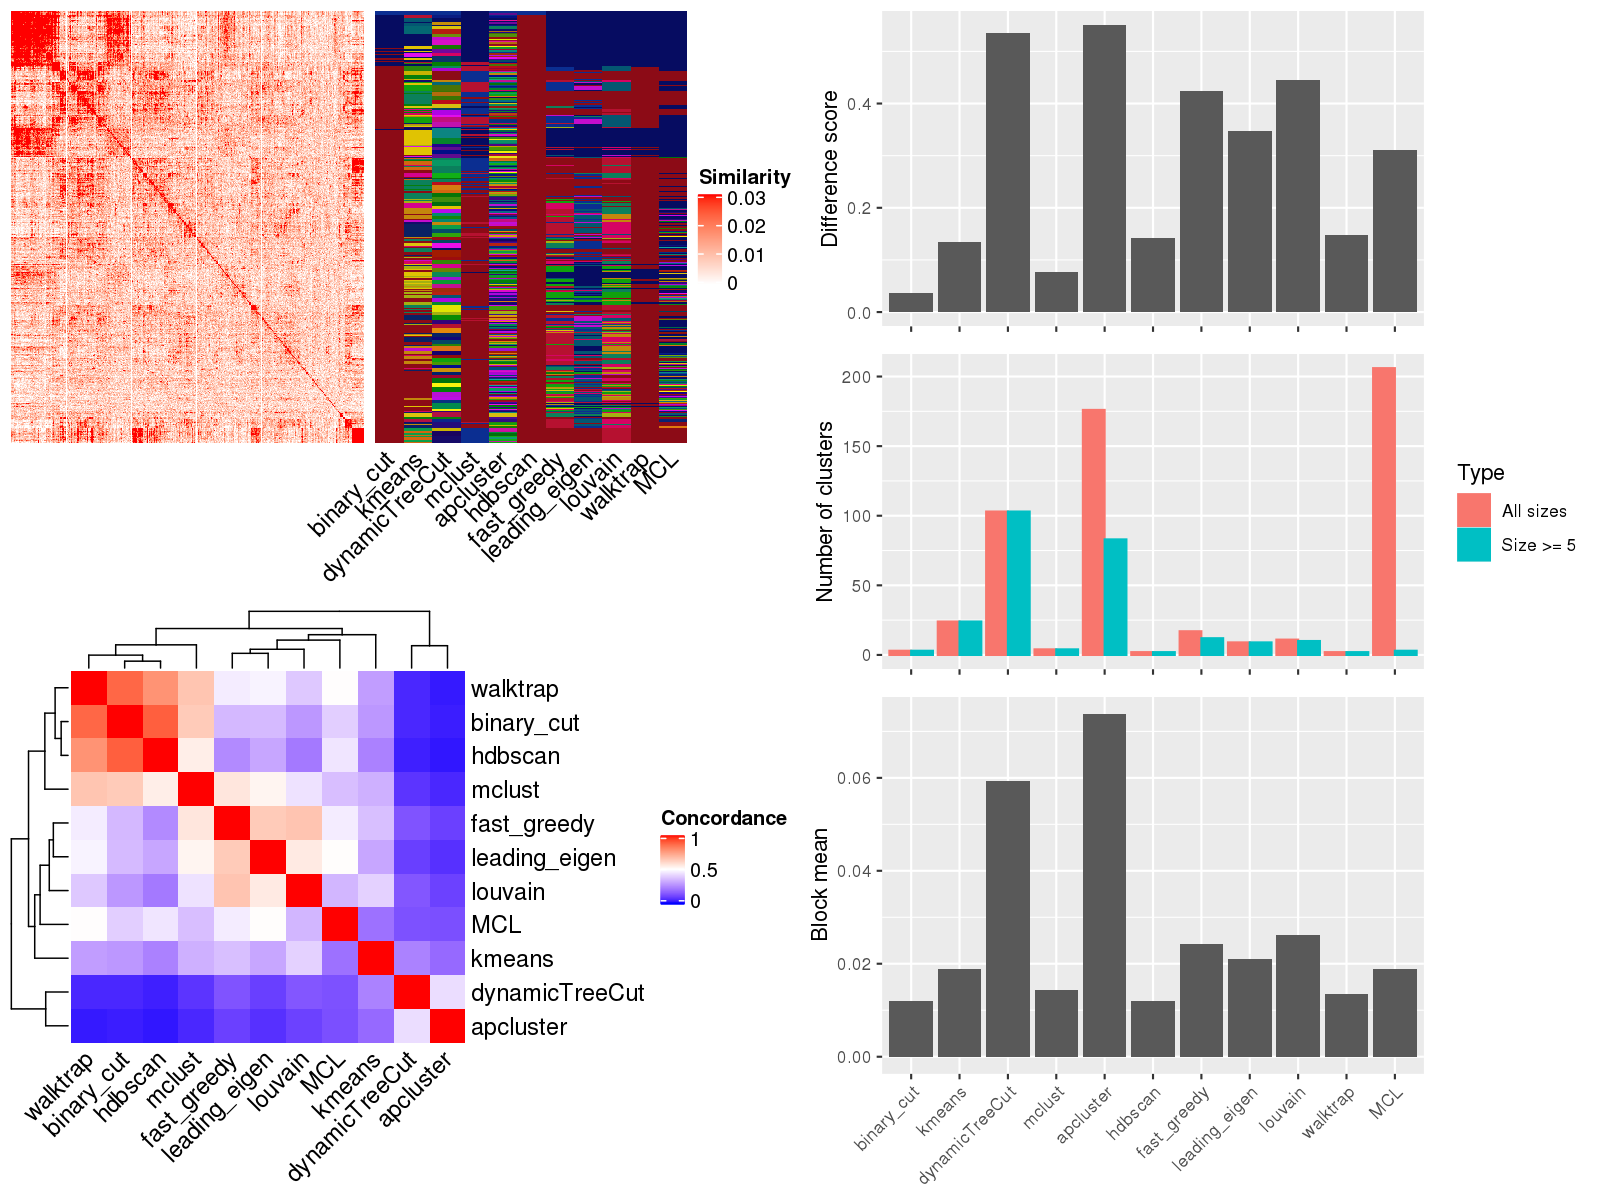 Similarity
0.03
0.02
0.01
0
binary_cut
kmeans
dynamicTreeCut
mclust
apcluster
hdbscan
fast_greedy
leading_eigen
louvain
walktrap
MCL
walktrap
binary_cut
hdbscan
mclust
fast_greedy
leading_eigen
louvain
MCL
kmeans
dynamicTreeCut
apcluster
Concordance
1
0.5
0
walktrap
binary_cut
hdbscan
mclust
fast_greedy
leading_eigen
louvain
MCL
kmeans
dynamicTreeCut
apcluster
Difference score
0.4
0.2
0.0
Number of clusters
200
150
100
50
0
Type
All sizes
Size >= 5
Block mean
0.06
0.04
0.02
0.00
binary_cut
kmeans
dynamicTreeCut
mclust
apcluster
hdbscan
fast_greedy
leading_eigen
louvain
walktrap
MCL